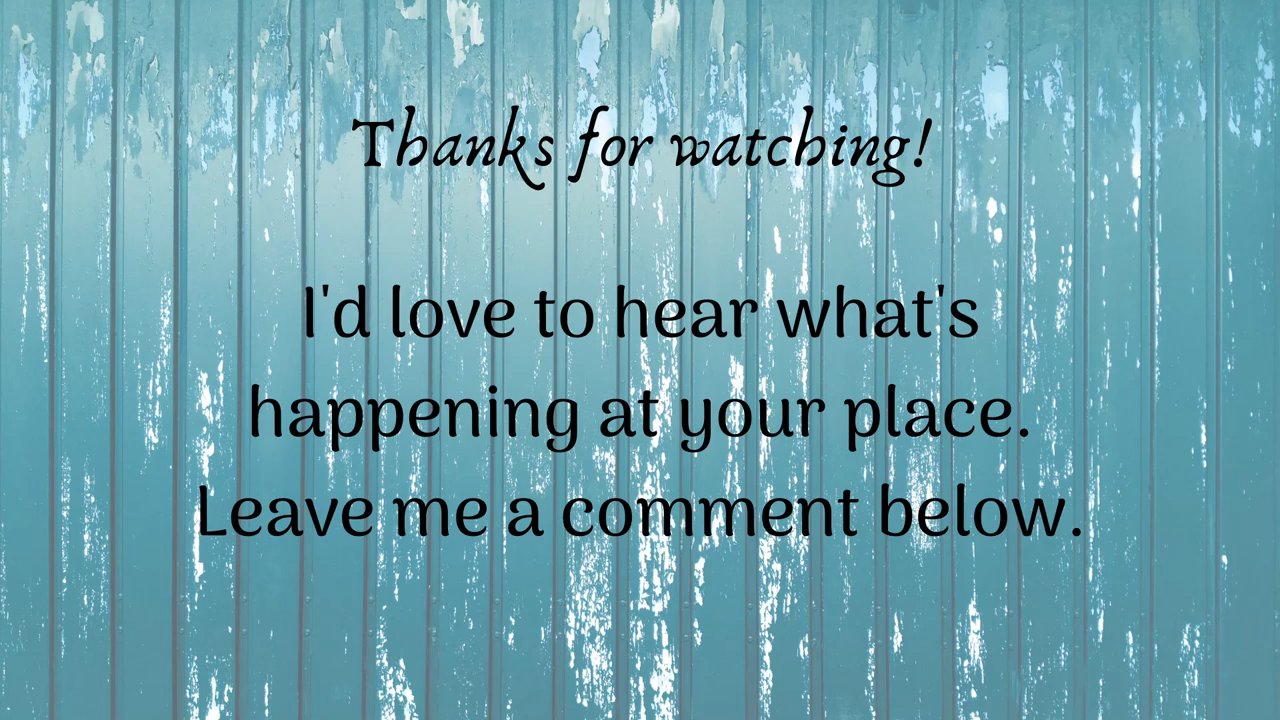 Thanks for watching!
I'd love to hear what's
happening at your place.
Leave me a comment below.